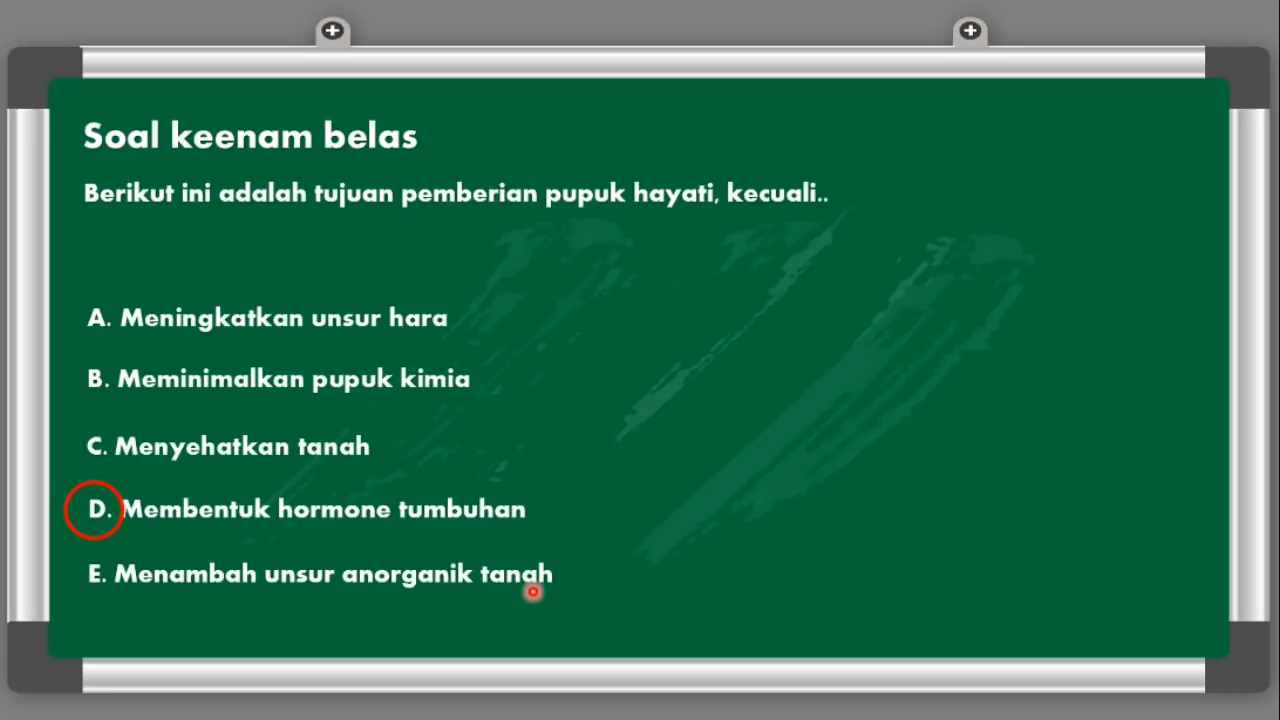 Soal keenam belas
Berikut ini adalah tujuan pemberian pupuk hayati, kecuali..
A. Meningkatkan unsur hara
B. Meminimalkan pupuk kimia
C. Menyehatkan tanah
D. Membentuk hormone tumbuhan
E. Menambah unsur anorganik tanah